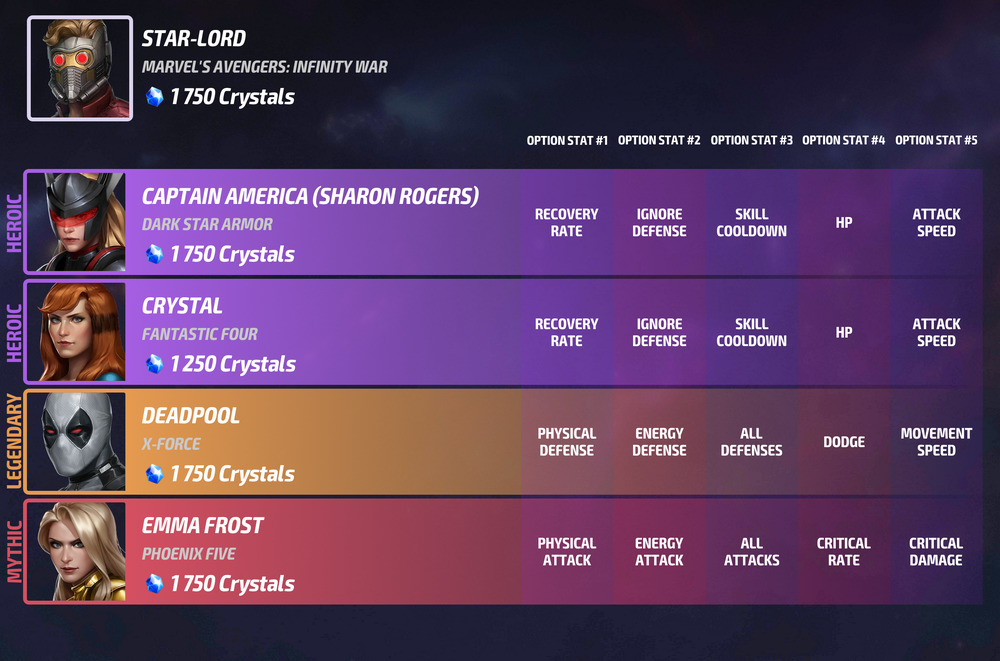 STAR-LORD
MARVEL'S AVENGERS: INFINITY WAR
1 750 Crystals
OPTION STAT #1 OPTION STAT #2 OPTION STAT #3 OPTION STAT #4 OPTION STAT #5
HEROIC
CAPTAIN AMERICA (SHARON ROGERS)
DARK STAR ARMOR
1 750 Crystals
RECOVERY
RATE
IGNORE
DEFENSE
SKILL
COOLDOWN
HP
ATTACK
SPEED
HEROIC
CRYSTAL
FANTASTIC FOUR
1 250 Crystals
RECOVERY
RATE
IGNORE
DEFENSE
SKILL
COOLDOWN
HP
ATTACK
SPEED
LEGENDARY
DEADPOOL
X-FORCE
1 750 Crystals
PHYSICAL
DEFENSE
ENERGY
DEFENSE
ALL
DEFENSES
DODGE
MOVEMENT
SPEED
MYTHIC
EMMA FROST
PHOENIX FIVE
1 750 Crystals
PHYSICAL
ATTACK
ENERGY
ATTACK
ALL
ATTACKS
CRITICAL
RATE
CRITICAL
DAMAGE